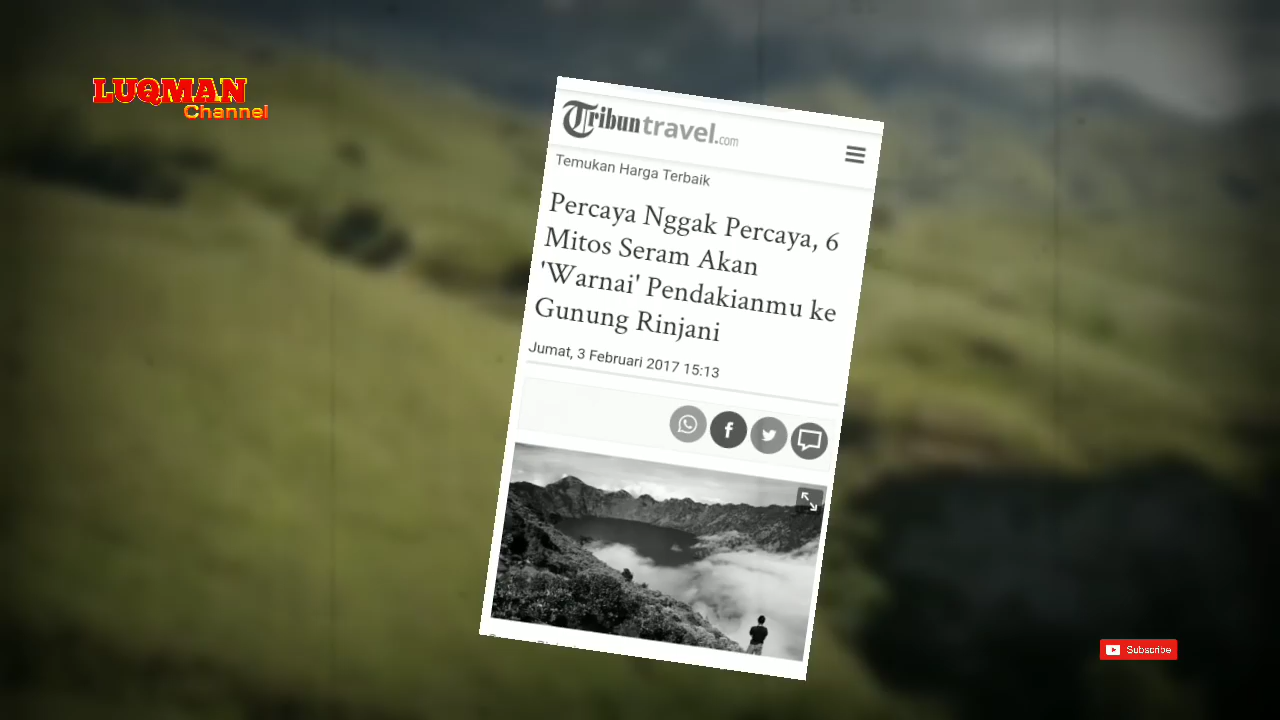 LUQMAN
Channel
Tribuntravel.com
Temukan Harga Terbaik
Percaya Nggak Percaya, 6
Mitos Seram Akan
'Warnai' Pendakianmu ke
Gunung Rinjani
Jumat, 3 Februari 2017 15:13
Subscribe